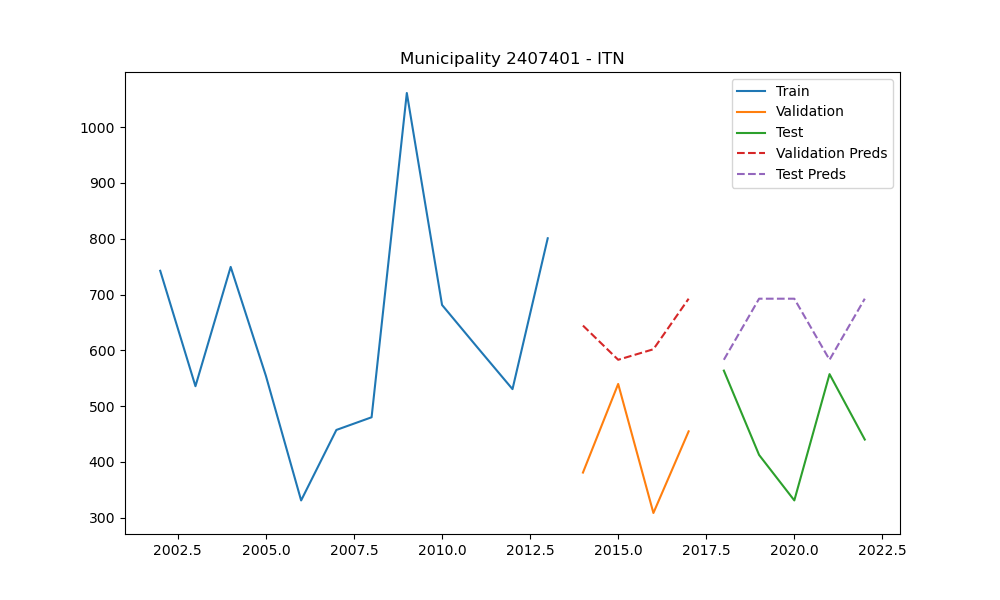 Municipality 2407401 - ITN
Train
Validation
Test
Validation Preds
Test Preds
1000
900
800
700
600
500
400
300
2002.5 2005.0 2007.5 2010.0 2012.5 2015.0 2017.5 2020.0 2022.5